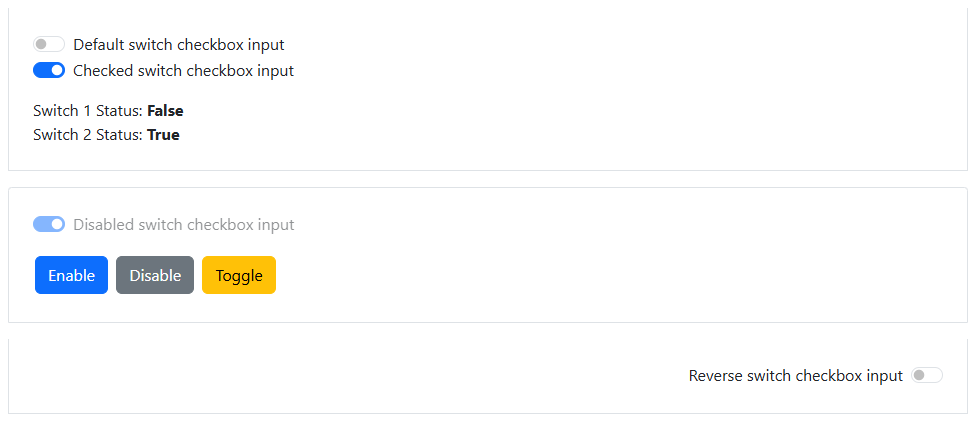 Default switch checkbox input
Checked switch checkbox input
Switch 1 Status: False
Switch 2 Status: True
Disabled switch checkbox input
Enable Disable Toggle
Reverse switch checkbox input